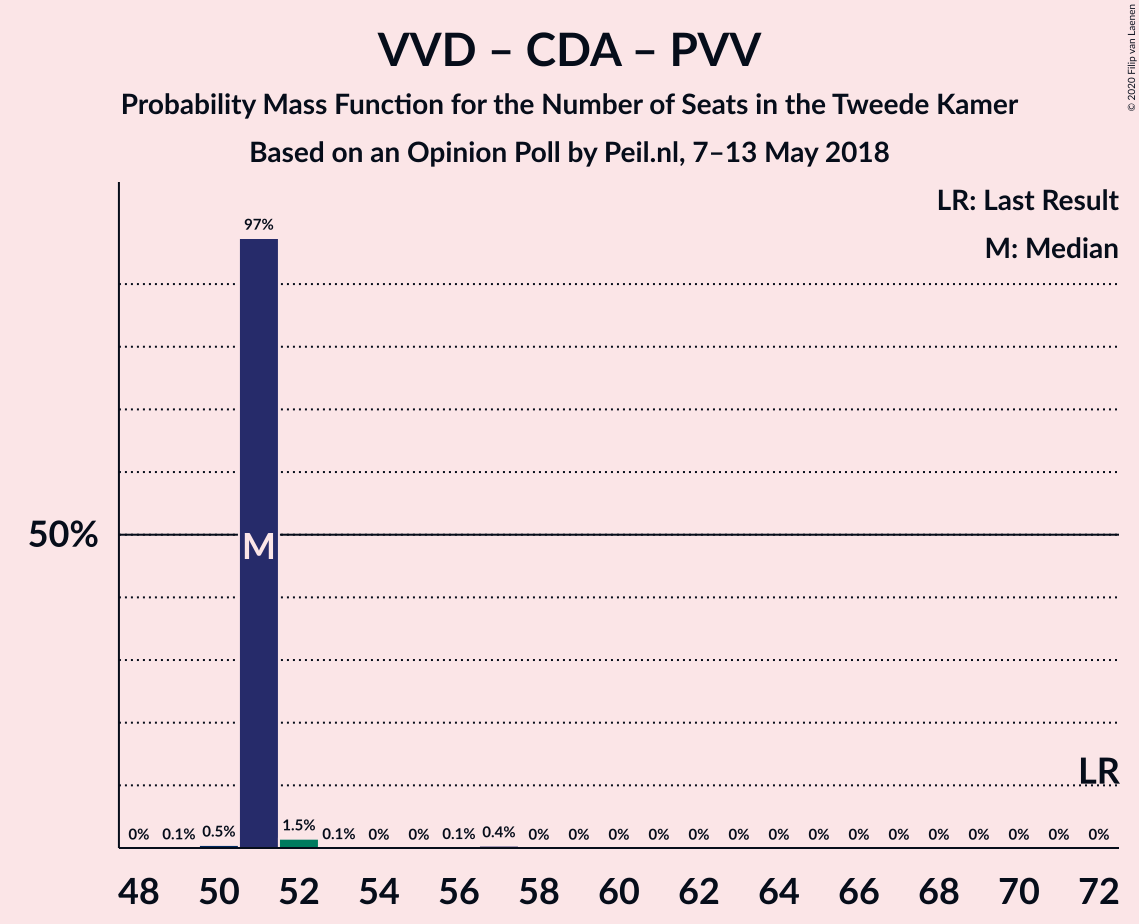 VVD – CDA – PVV
Probability Mass Function for the Number of Seats in the Tweede Kamer
Based on an Opinion Poll by Peil.nl, 7–13 May 2018
© 2020 Filip van Laenen
LR: Last Result
M: Median
97%
50%
M
LR
0% 0.1% 0.5% 1.5% 0.1% 0% 0% 0.1% 0.4% 0% 0% 0% 0% 0% 0% 0% 0% 0% 0% 0% 0% 0% 0% 0%
48 50 52 54 56 58 60 62 64 66 68 70 72